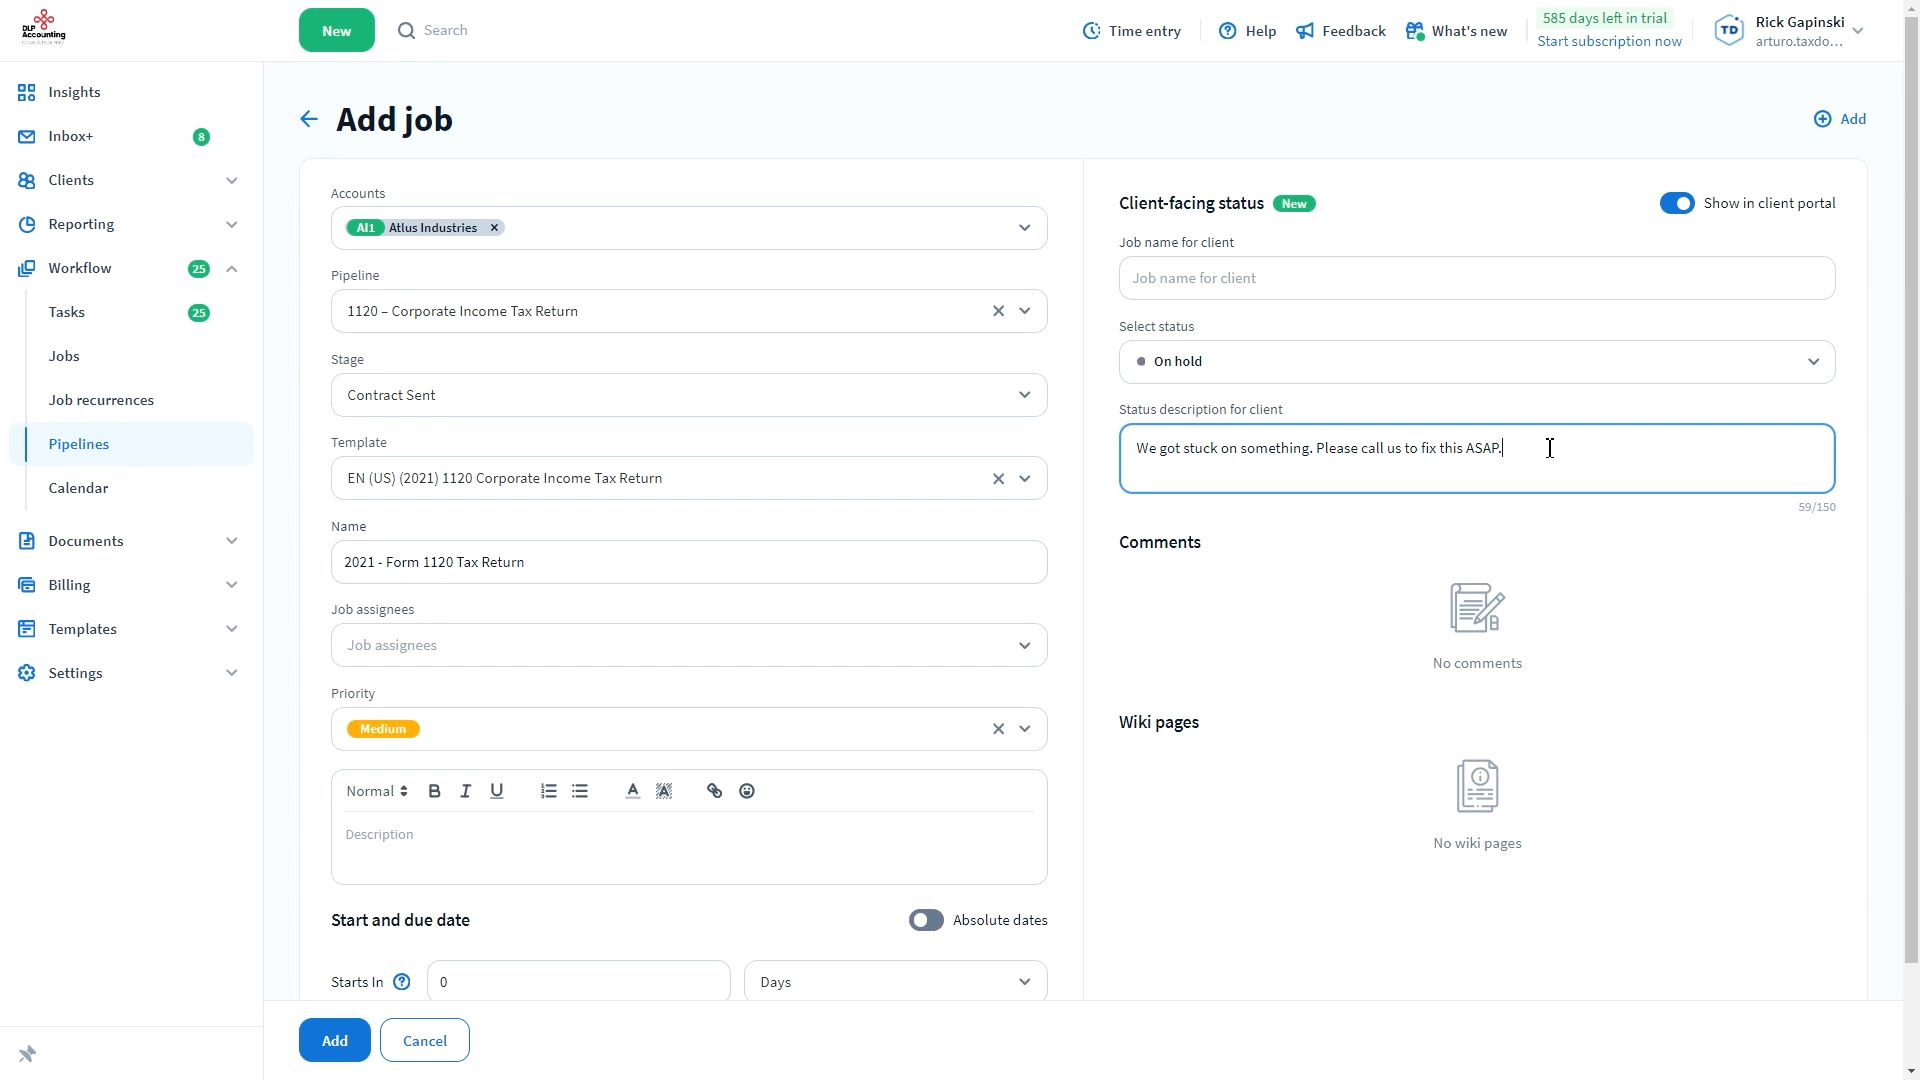 DLP
Accounting
New
Search
Time entry
Help
Feedback
What's new
585 days left in trial
Start subscription now
TD
Rick Gapinski
arturo.taxdo...
Insights
Inbox+
8
Clients
Reporting
Workflow
25
Tasks
25
Jobs
Job recurrences
Pipelines
Calendar
Documents
Billing
Templates
Settings
Add job
Add
Accounts
AI1 Atlus Industries
Pipeline
1120 – Corporate Income Tax Return
Stage
Contract Sent
Template
EN (US) (2021) 1120 Corporate Income Tax Return
Name
2021 - Form 1120 Tax Return
Job assignees
Job assignees
Priority
Medium
Normal
Description
Start and due date
Absolute dates
Starts In
0
Days
Client-facing status New
Show in client portal
Job name for client
Job name for client
Select status
On hold
Status description for client
We got stuck on something. Please call us to fix this ASAP.
59/150
Comments
No comments
Wiki pages
No wiki pages
Add
Cancel